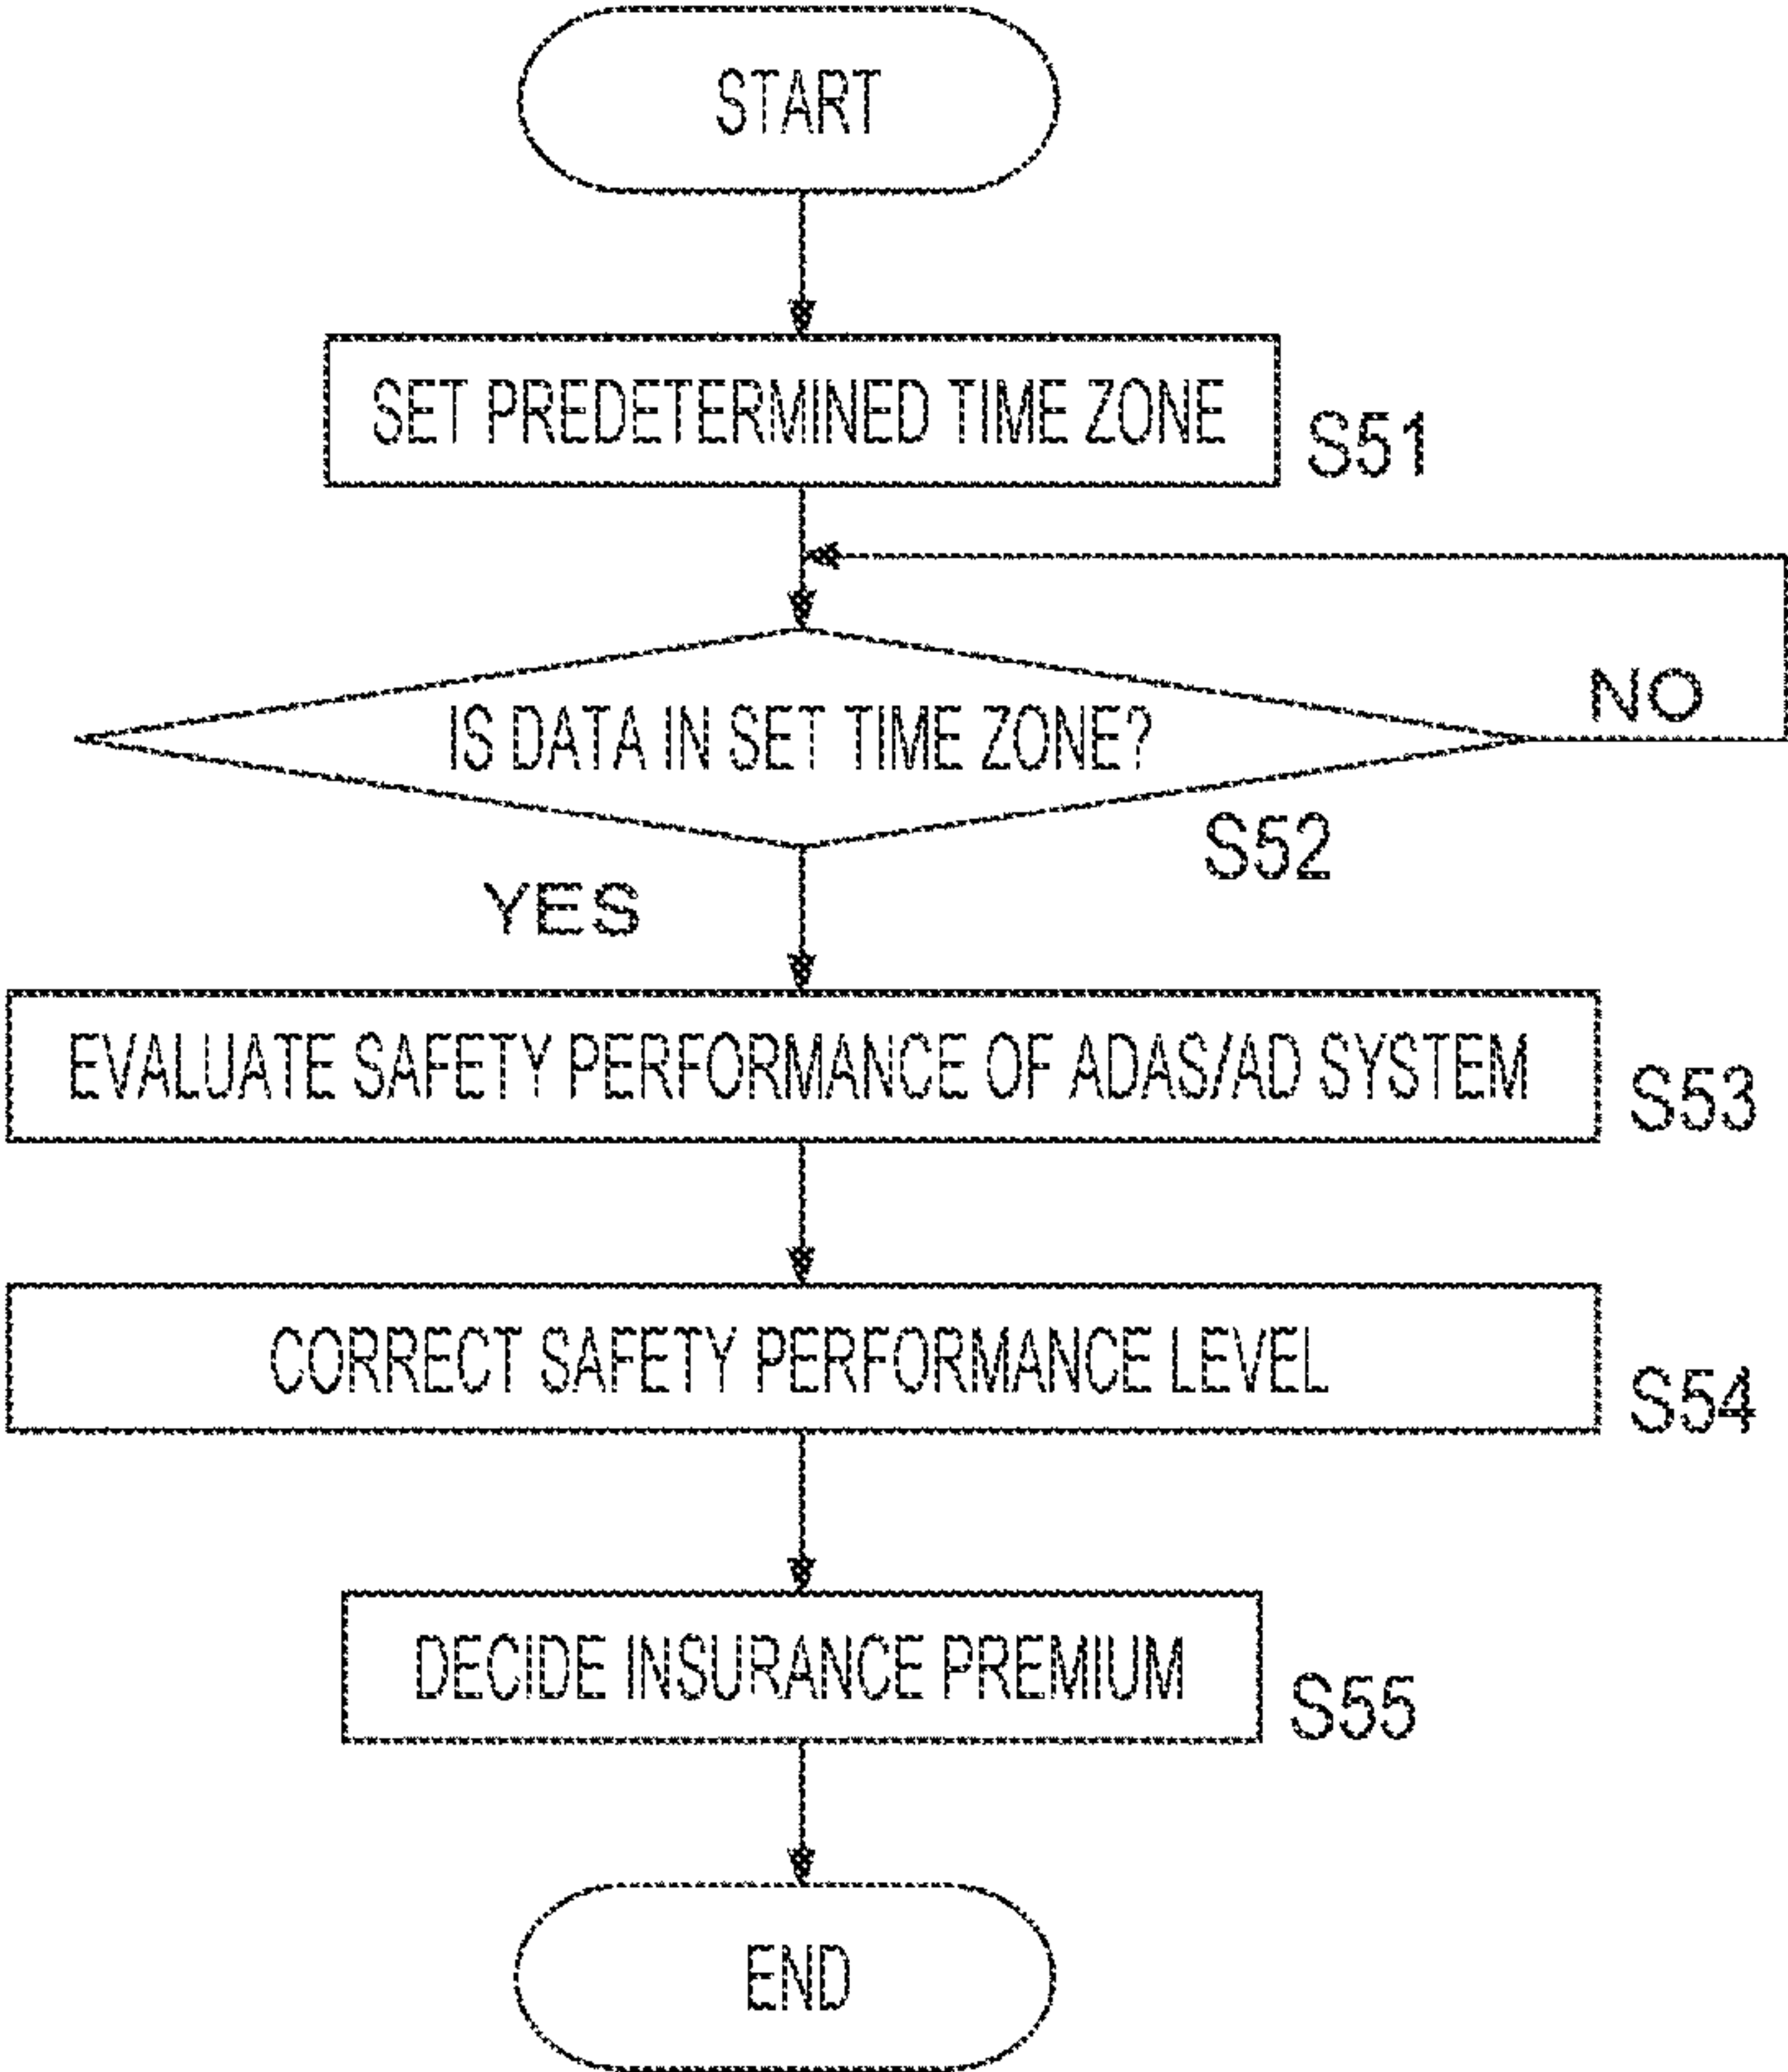 START
SET PREDETERMINED TIME ZONE
S51
IS DATA IN SET TIME ZONE?
NO
S52
YES
EVALUATE SAFETY PERFORMANCE OF ADAS/AD SYSTEM
S53
CORRECT SAFETY PERFORMANCE LEVEL
S54
DECIDE INSURANCE PREMIUM
S55
END